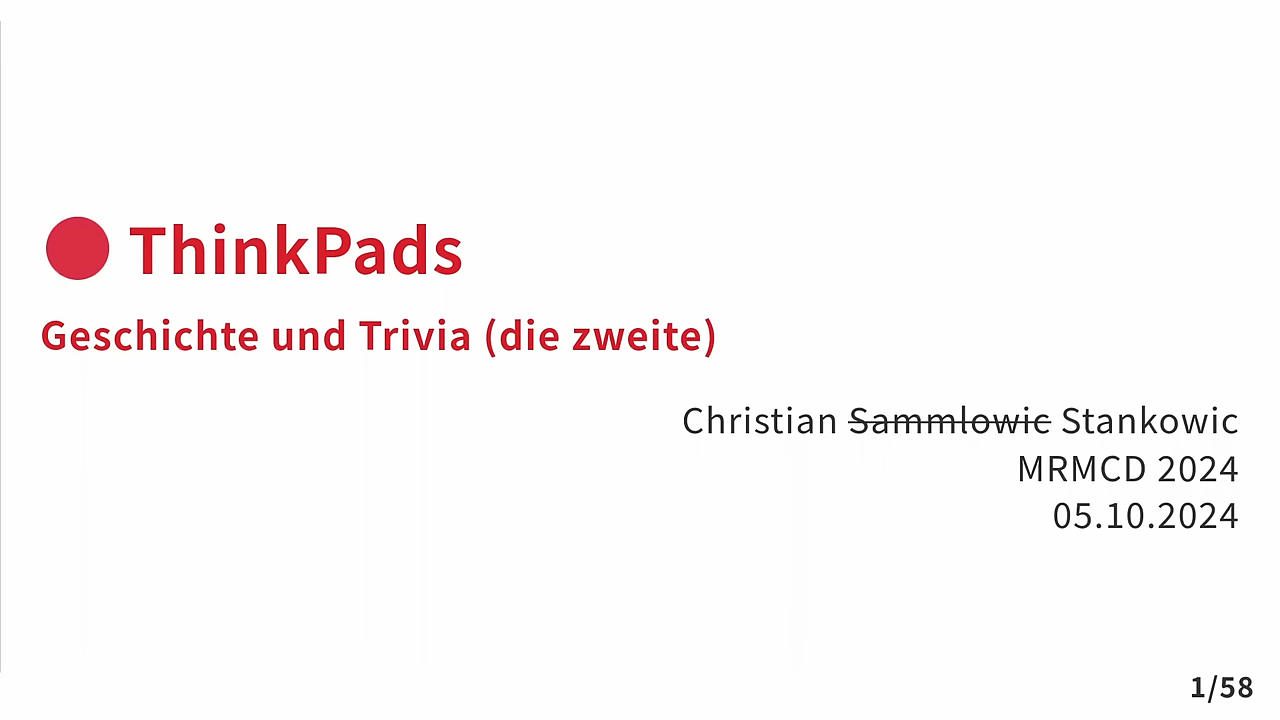 ThinkPads
Geschichte und Trivia (die zweite)
Christian Sammlowic Stankowic
MRMCD 2024
05.10.2024
1/58